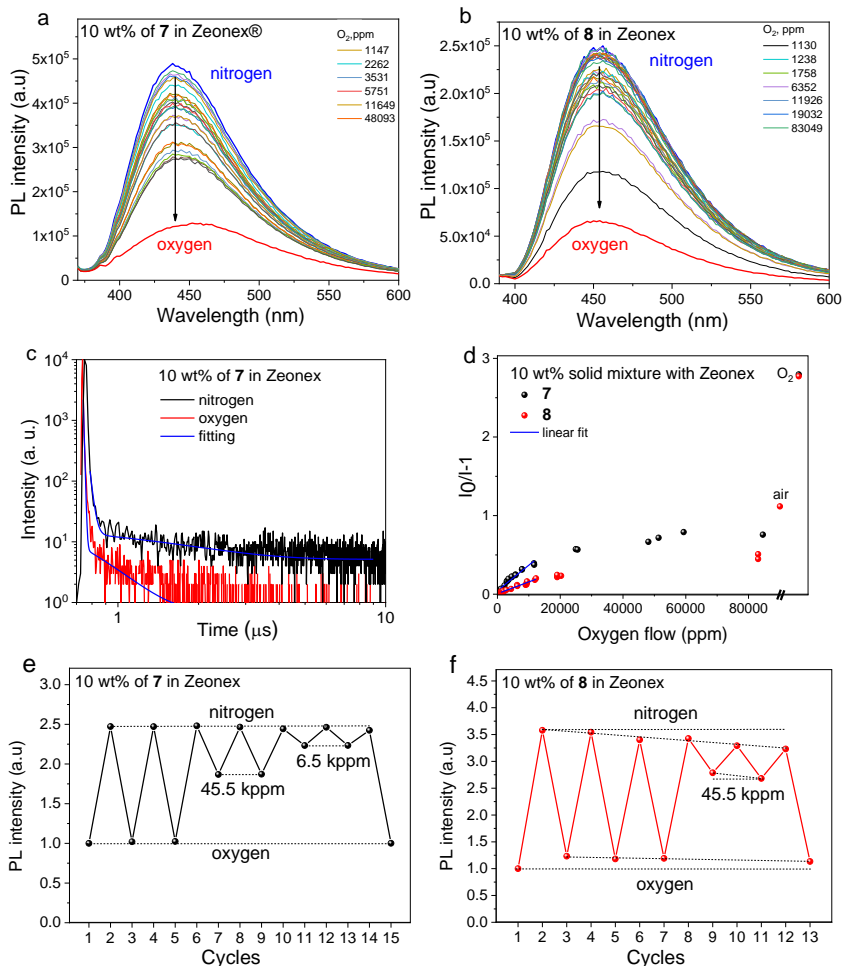 a
10 wt% of 7 in Zeonex®
O2,ppm
1147
2262
3531
5751
11649
48093
nitrogen
oxygen
5x10^5
4x10^5
3x10^5
2x10^5
1x10^5
0
PL intensity (a.u)
400 450 500 550 600
Wavelength (nm)
b
10 wt% of 8 in Zeonex
O2, ppm
1130
1238
1758
6352
11926
19032
83049
nitrogen
oxygen
2.5x10^5
2.0x10^5
1.5x10^5
1.0x10^5
5.0x10^4
0.0
PL intensity (a.u)
400 450 500 550 600
Wavelength (nm)
c
10 wt% of 7 in Zeonex
nitrogen
oxygen
fitting
10^4
10^3
10^2
10^1
10^0
Intensity (a. u.)
1 10
Time (μs)
d
10 wt% solid mixture with Zeonex
7
8
linear fit
O2
air
3
2
1
0
I0/I-1
0 20000 40000 60000 80000
Oxygen flow (ppm)
e
10 wt% of 7 in Zeonex
nitrogen
45.5 kppm
6.5 kppm
oxygen
3.0
2.5
2.0
1.5
1.0
0.5
0.0
PL intensity (a.u)
1 2 3 4 5 6 7 8 9 10 11 12 13 14 15
Cycles
f
10 wt% of 8 in Zeonex
nitrogen
45.5 kppm
oxygen
4.5
4.0
3.5
3.0
2.5
2.0
1.5
1.0
0.5
0.0
PL intensity (a.u)
1 2 3 4 5 6 7 8 9 10 11 12 13
Cycles